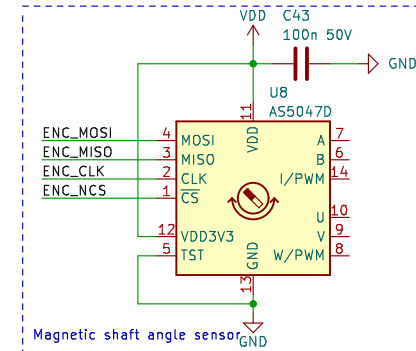 VDD
C43
100n 50V
GND
U8
AS5047D
11
VDD
ENC_MOSI
4
MOSI
A
7
ENC_MISO
3
MISO
B
6
ENC_CLK
2
CLK
I/PWM
14
ENC_NCS
1
CS
U
10
12
VDD3V3
V
9
5
TST
W/PWM
8
GND
13
Magnetic shaft angle sensor
GND